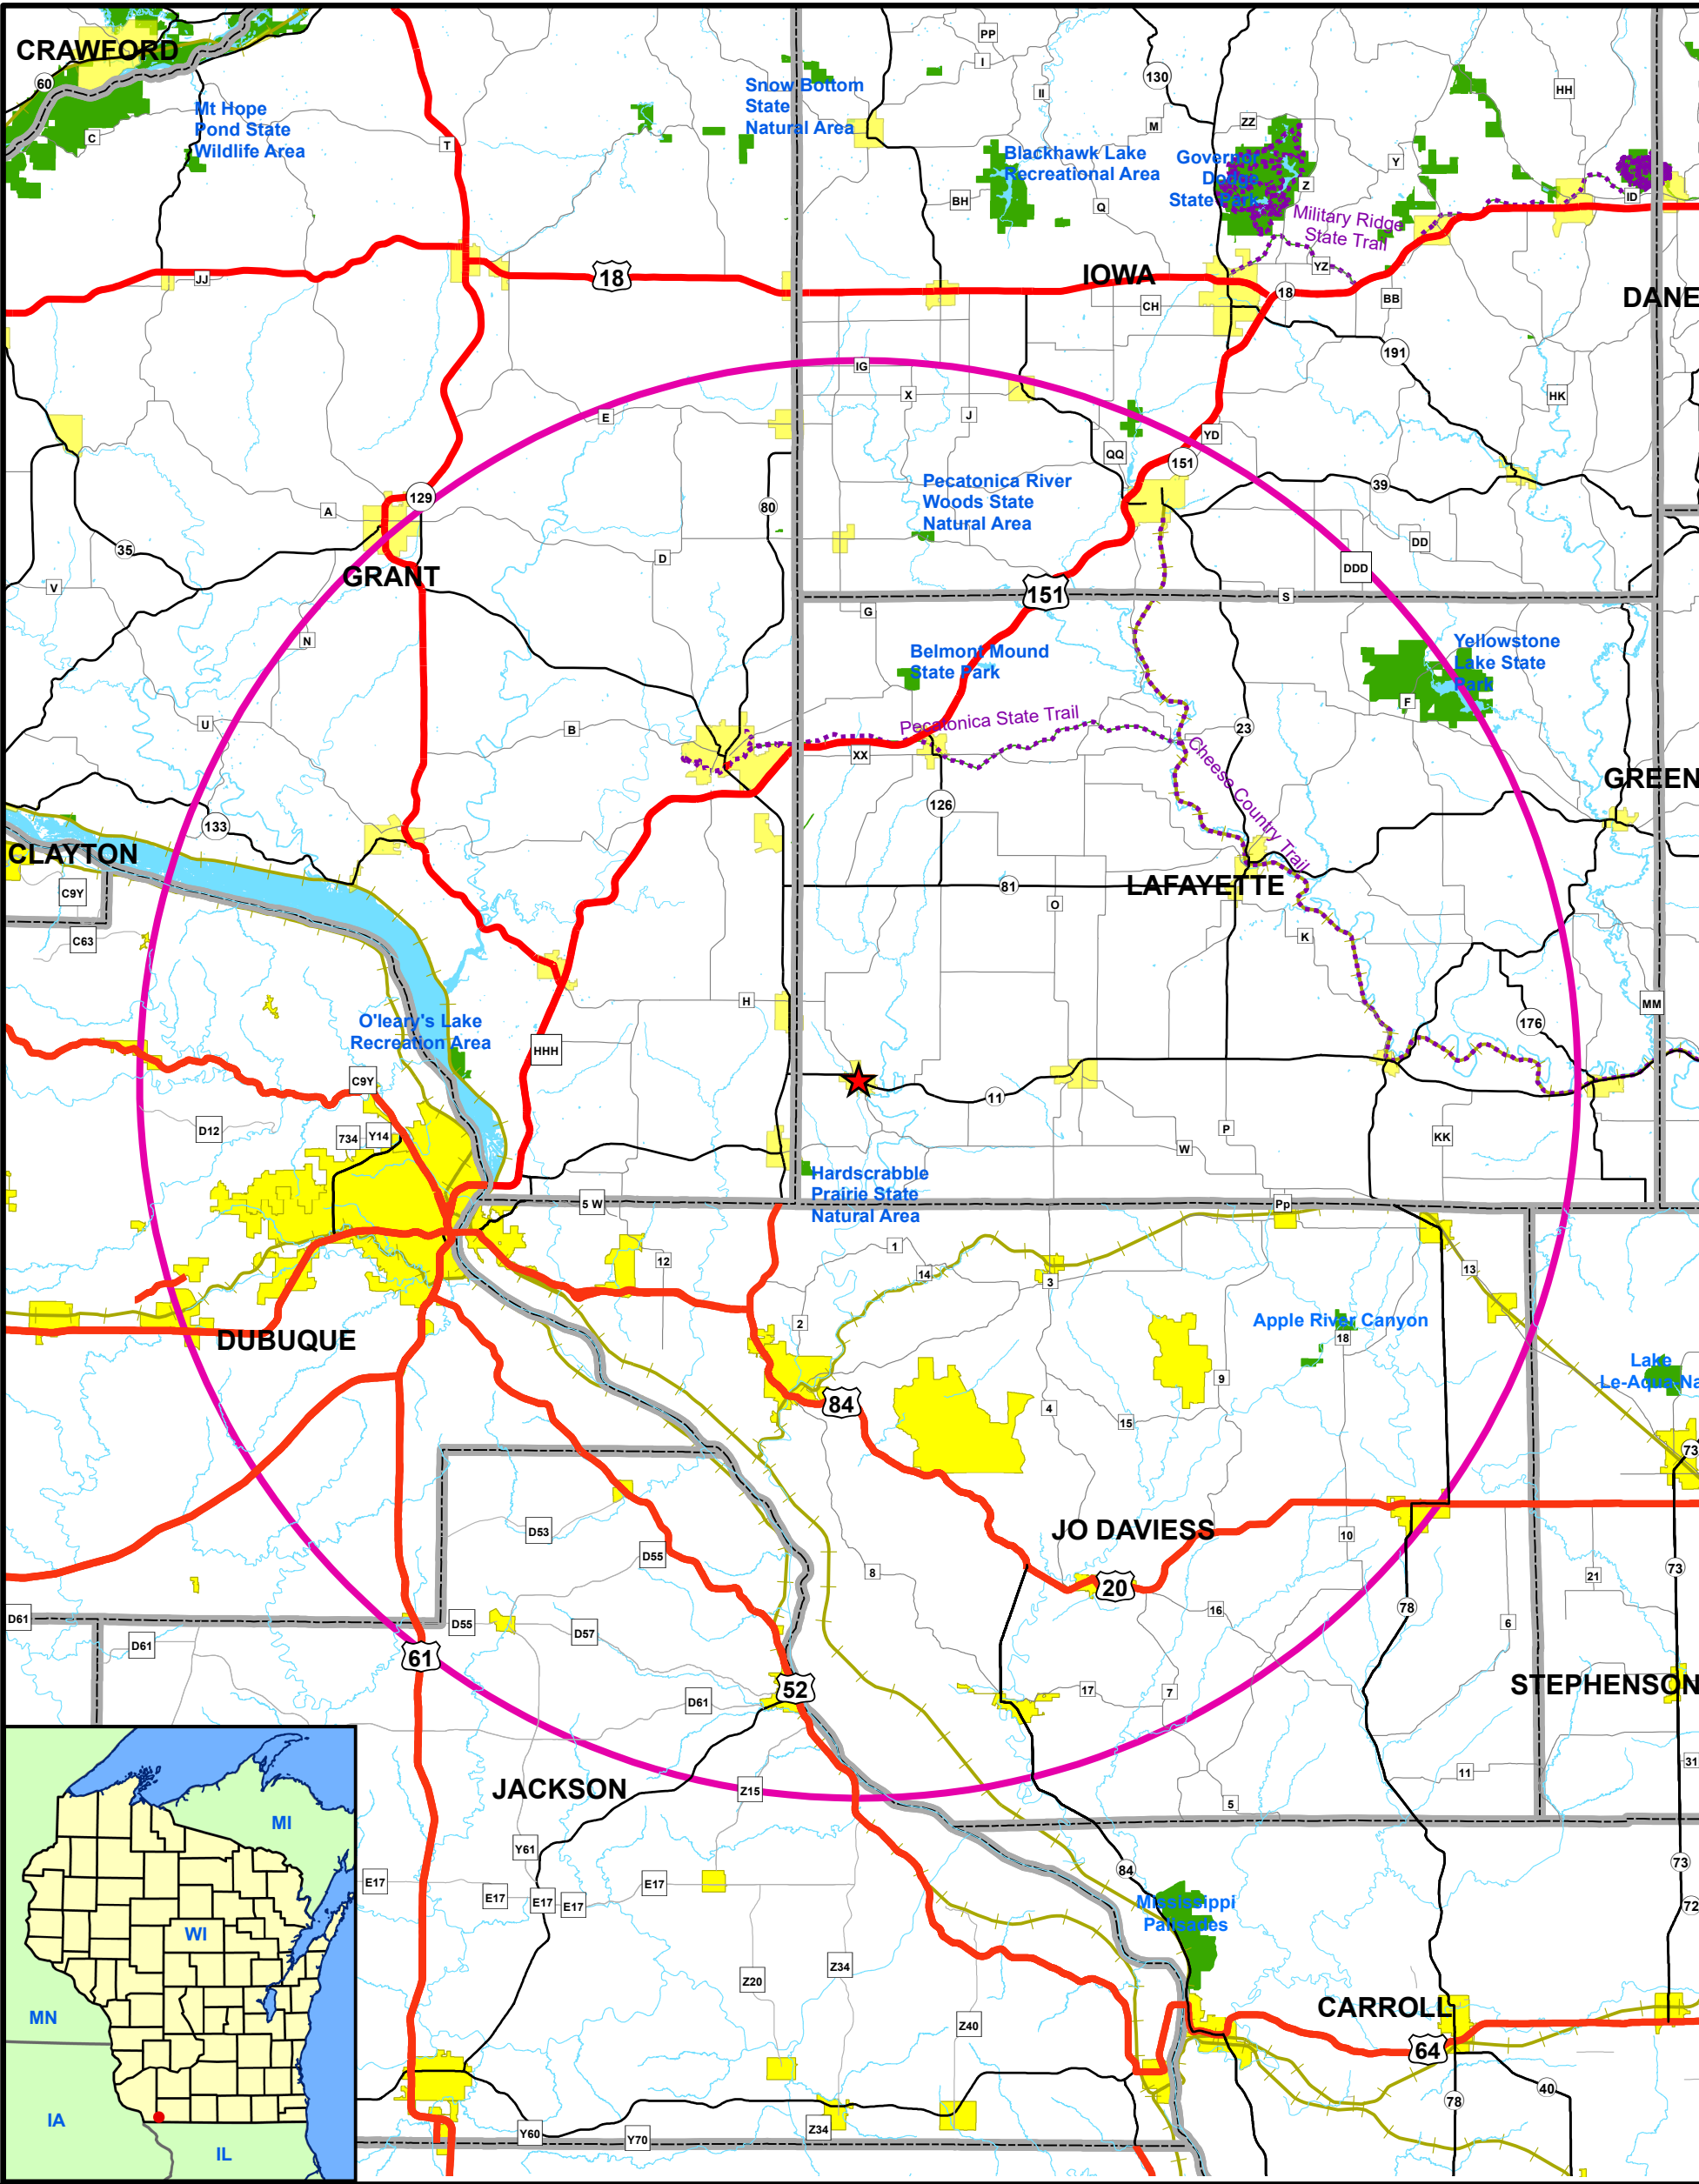 CRAWFORD
60
C
Mt Hope
Pond State
Wildlife Area
T
Snow Bottom
State
Natural Area
PP
I
II
130
M
ZZ
HH
Blackhawk Lake
Recreational Area
Governor
Dodge
State Park
Y
Z
BH
Q
ID
Military Ridge
State Trail
YZ
JJ
18
IOWA
CH
18
BB
DANE
191
IG
X
J
HK
E
YD
QQ
151
39
129
A
80
Pecatonica River
Woods State
Natural Area
35
D
DD
DDD
GRANT
V
151
S
G
N
Belmont Mound
State Park
Yellowstone
Lake State
Park
F
U
B
Pecatonica State Trail
23
XX
Cheese Country Trail
GREEN
126
133
CLAYTON
C9Y
81
LAFAYETTE
O
C63
K
H
MM
O'leary's Lake
Recreation Area
176
HHH
C9Y
11
D12
734
Y14
P
KK
W
Hardscrabble
Prairie State
Natural Area
5 W
Pp
12
1
14
3
13
2
Apple River Canyon
18
DUBUQUE
Lake
Le-Aqua-Na
84
9
4
15
73
D53
JO DAVIESS
10
D55
8
20
73
21
78
16
D61
D55
D57
6
D61
61
52
17
7
STEPHENSON
D61
31
11
JACKSON
Z15
5
MI
Y61
84
73
E17
E17
E17
E17
E17
72
Mississippi
Palisades
WI
Z20
Z34
CARROLL
MN
Z40
64
40
78
IA
Y60
Y70
Z34
IL